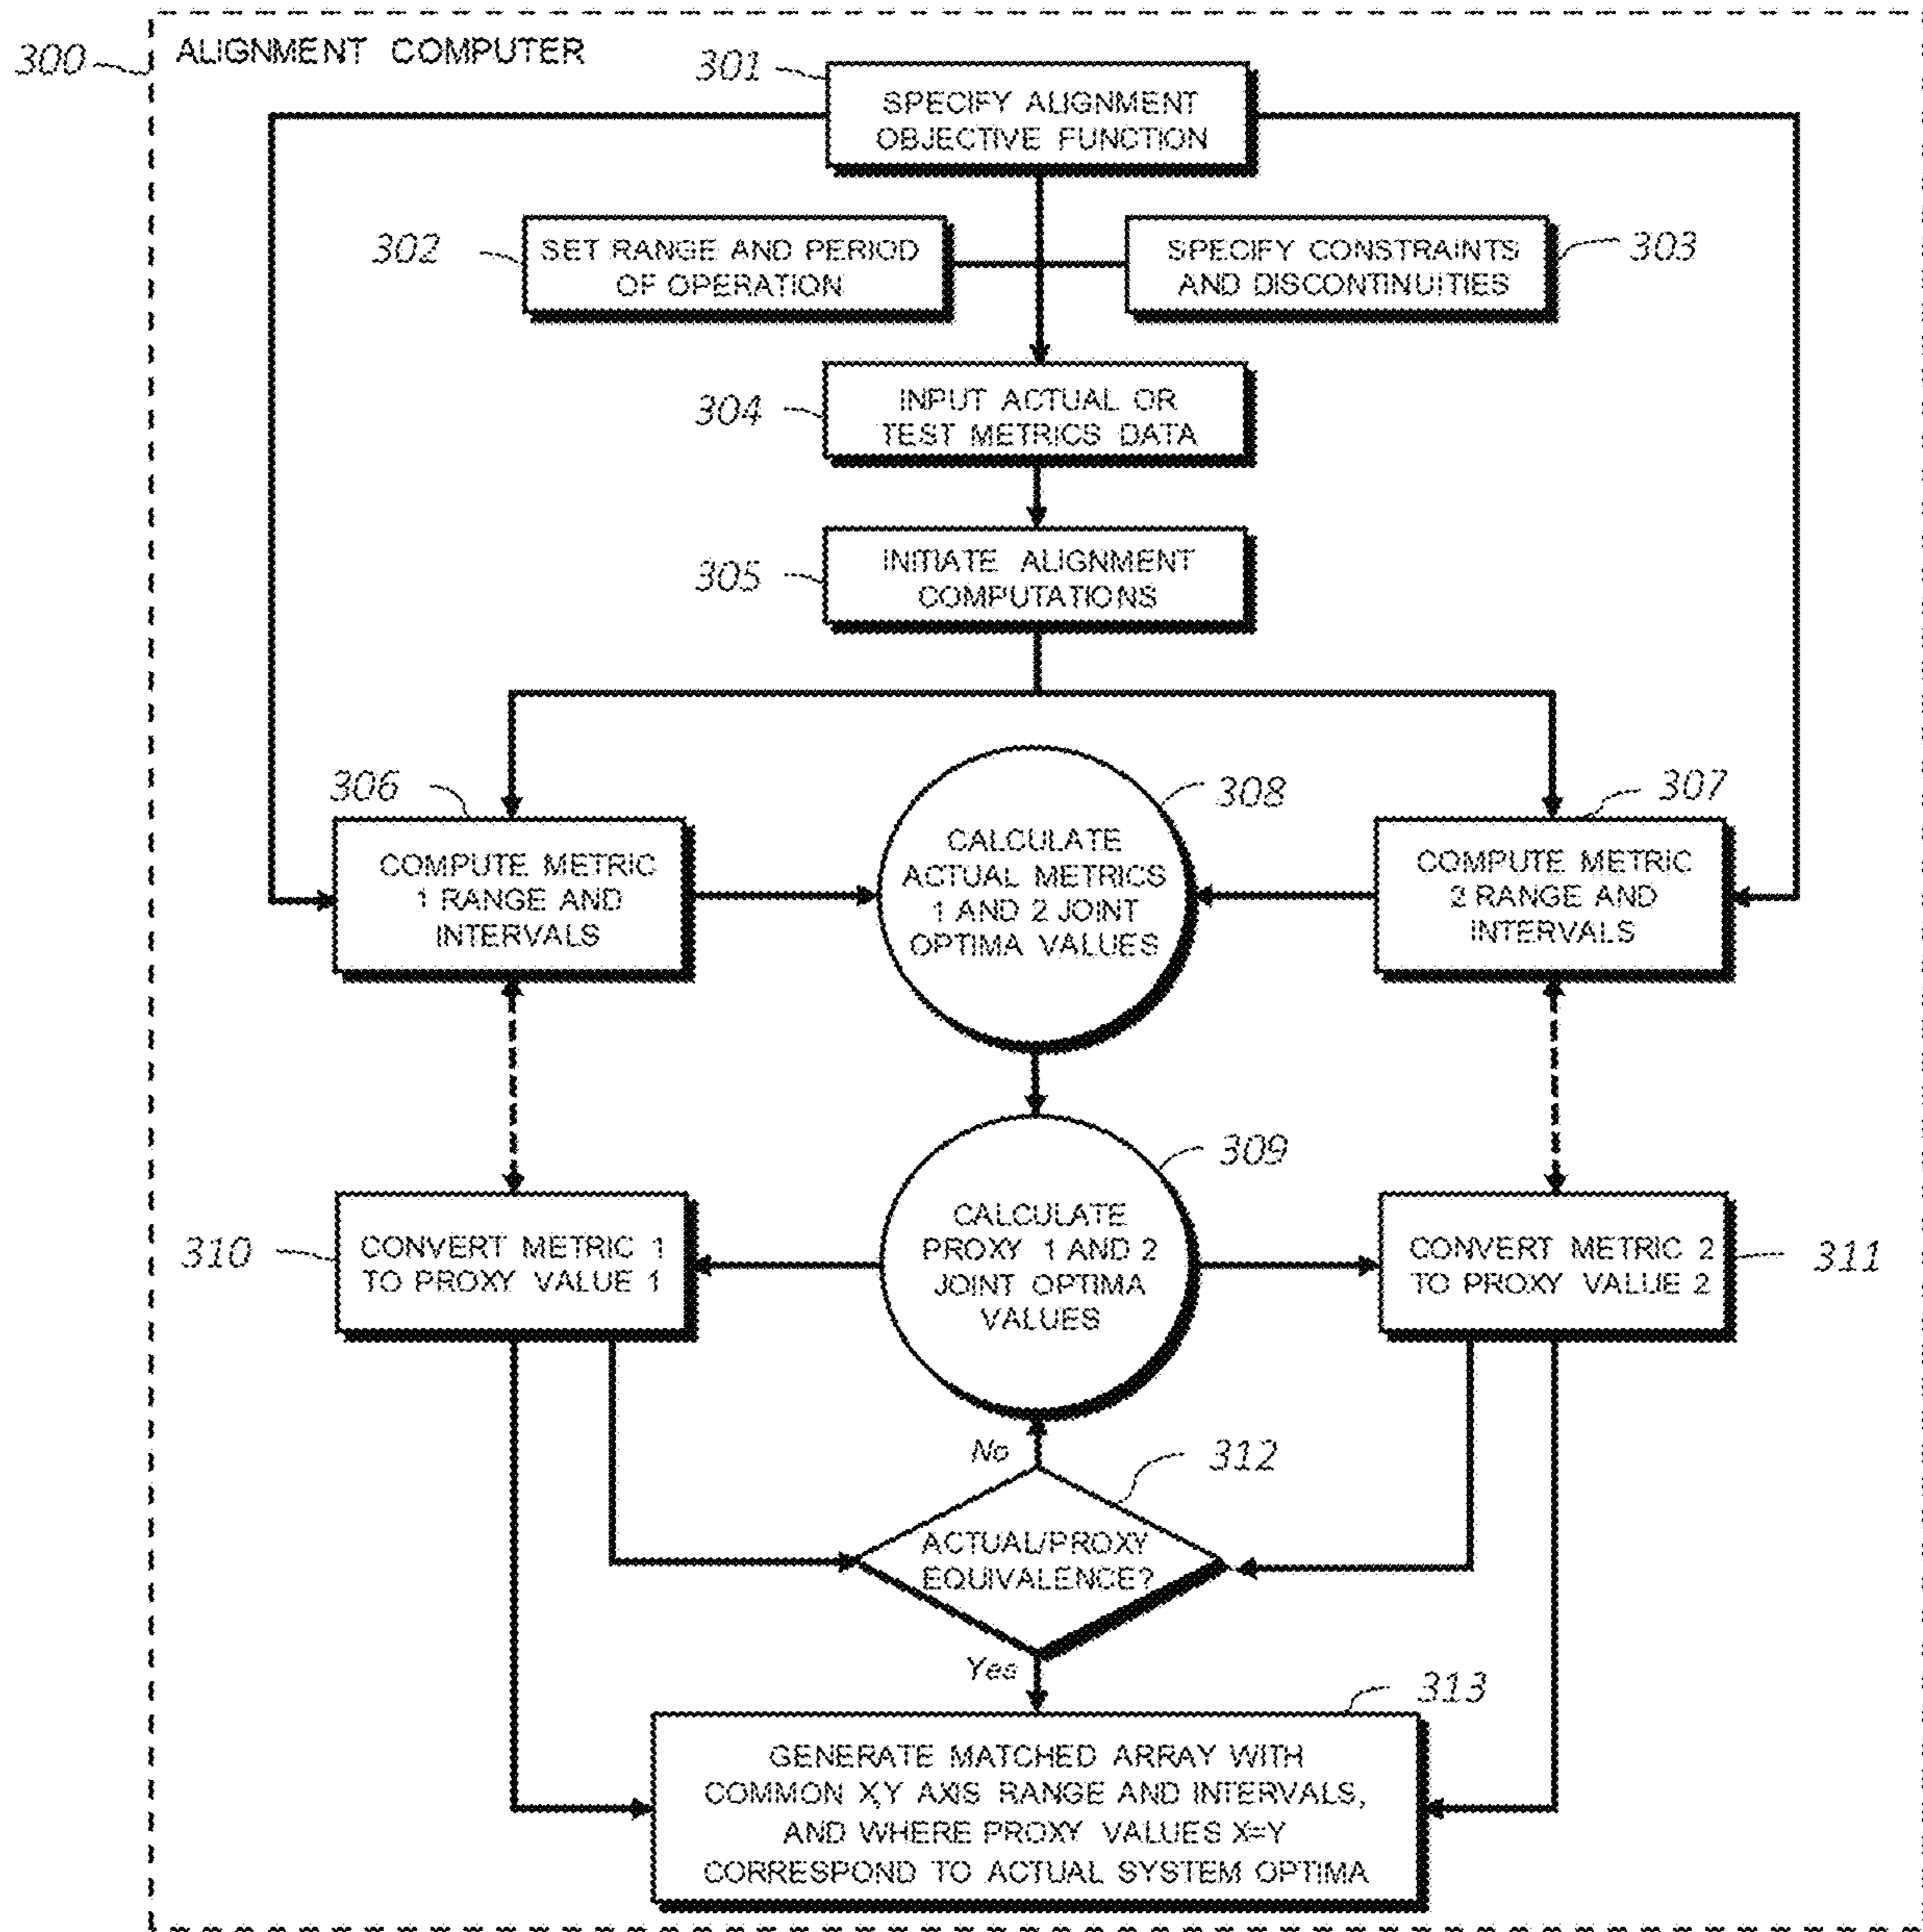 300
ALIGNMENT COMPUTER
301
SPECIFY ALIGNMENT
OBJECTIVE FUNCTION
302
SET RANGE AND PERIOD
OF OPERATION
SPECIFY CONSTRAINTS
AND DISCONTINUITIES
303
304
INPUT ACTUAL OR
TEST METRICS DATA
305
INITIATE ALIGNMENT
COMPUTATIONS
306
COMPUTE METRIC
1 RANGE AND
INTERVALS
308
CALCULATE
ACTUAL METRICS
1 AND 2 JOINT
OPTIMA VALUES
307
COMPUTE METRIC
2 RANGE AND
INTERVALS
309
CALCULATE
PROXY 1 AND 2
JOINT OPTIMA
VALUES
310
CONVERT METRIC 1
TO PROXY VALUE 1
CONVERT METRIC 2
TO PROXY VALUE 2
311
No
312
ACTUAL/PROXY
EQUIVALENCE?
Yes
313
GENERATE MATCHED ARRAY WITH
COMMON X,Y AXIS RANGE AND INTERVALS,
AND WHERE PROXY VALUES X=Y
CORRESPOND TO ACTUAL SYSTEM OPTIMA